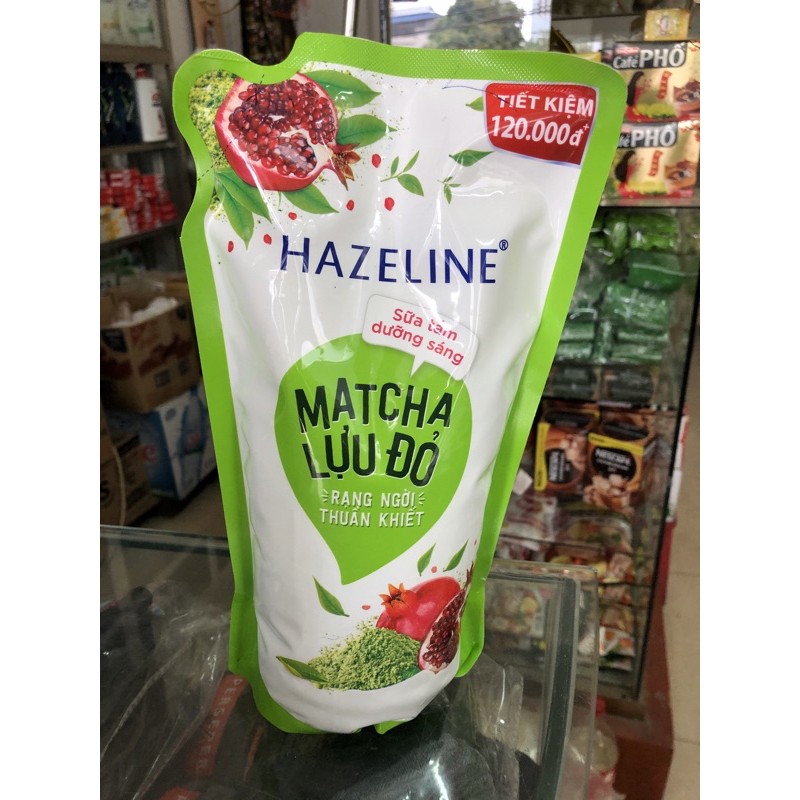 TIẾT KIỆM
120.000đ
HAZELINE®
Sữa tắm
dưỡng sáng
MATCHA
LỰU ĐỎ
RẠNG NGỜI
THUẦN KHIẾT
Café PHỐ
Café PHỐ
NESCAFÉ